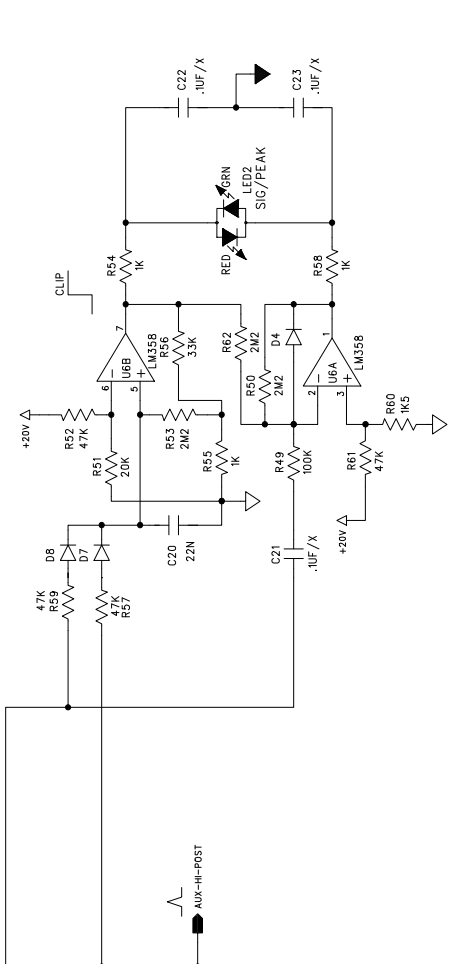 C22
.1UF/X
C23
.1UF/X
GRN
LED2
SIG/PEAK
RED
R54
1K
R58
1K
CLIP
7
LM358
U6B
6
5
R56
33K
R62
2M2
R50
2M2
D4
1
LM358
U6A
2
3
+20V
R52
47K
R51
20K
R53
2M2
R55
1K
R49
100K
R61
47K
R60
1K5
+20V
D8
D7
C20
22N
C21
.1UF/X
47K
R59
47K
R57
AUX-HI-POST